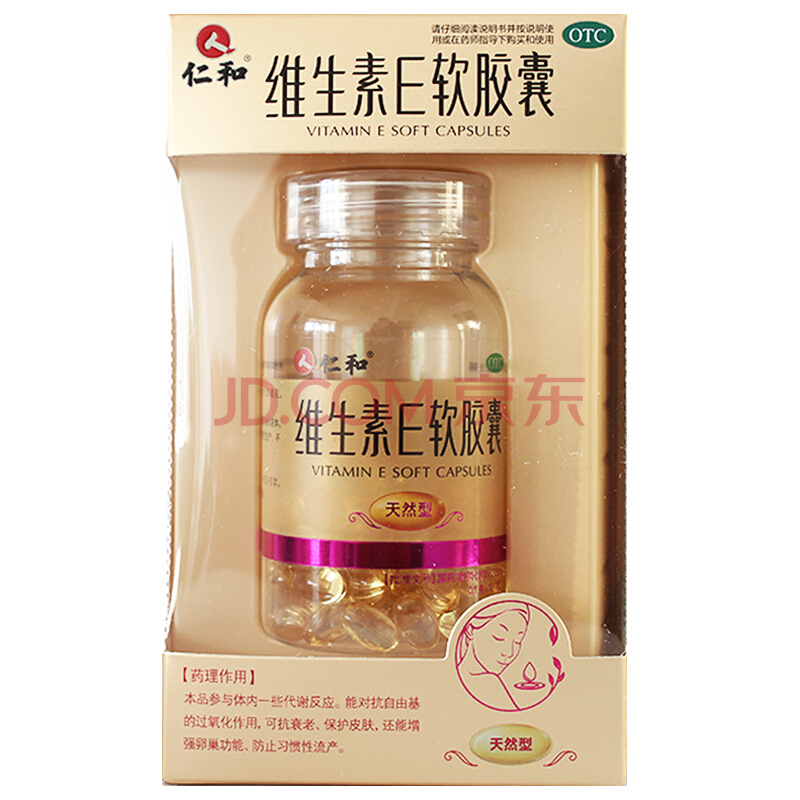 请仔细阅读说明书并按说明使
用或在药师指导下购买和使用
OTC
仁和®
维生素E软胶囊
VITAMIN E SOFT CAPSULES
仁和®
OTC
JD.COM 京东
维生素E软胶囊
VITAMIN E SOFT CAPSULES
天然型
【药理作用】
本品参与体内一些代谢反应。能对抗自由基
的过氧化作用，可抗衰老、保护皮肤，还能增
强卵巢功能、防止习惯性流产。
天然型